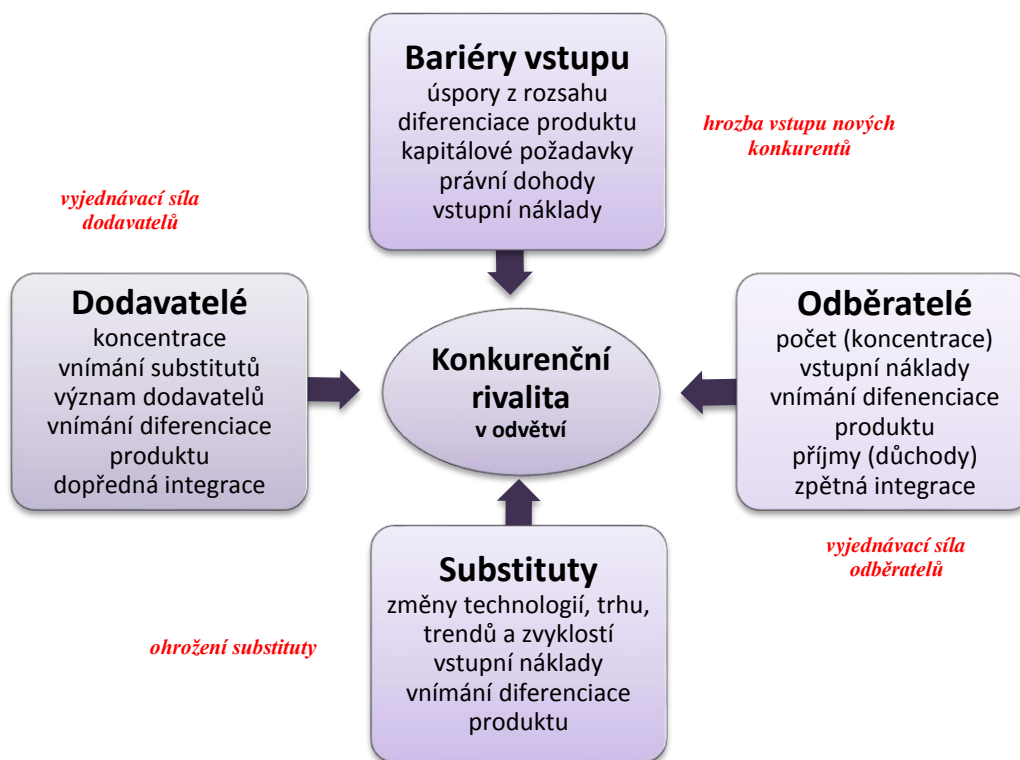 Bariéry vstupu
úspory z rozsahu
diferenciace produktu
kapitálové požadavky
právní dohody
vstupní náklady
hrozba vstupu nových
konkurentů
vyjednávací síla
dodavatelů
Dodavatelé
koncentrace
vnímání substitutů
význam dodavatelů
vnímání diferenciace
produktu
dopředná integrace
Konkurenční
rivalita
v odvětví
Odběratelé
počet (koncentrace)
vstupní náklady
vnímání difenenciace
produktu
příjmy (důchody)
zpětná integrace
vyjednávací síla
odběratelů
Substituty
změny technologií, trhu,
trendů a zvyklostí
vstupní náklady
vnímání diferenciace
produktu
ohrožení substituty